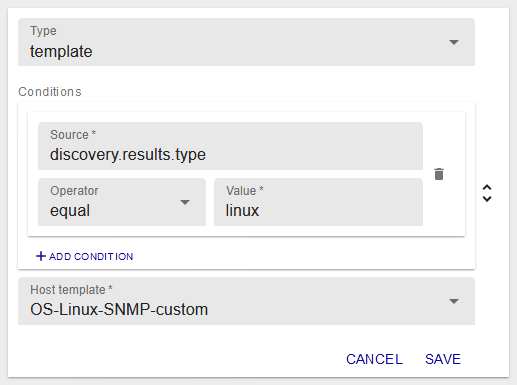 Type
template
Conditions
Source *
discovery.results.type
Operator
equal
Value *
linux
+ ADD CONDITION
Host template *
OS-Linux-SNMP-custom
CANCEL SAVE